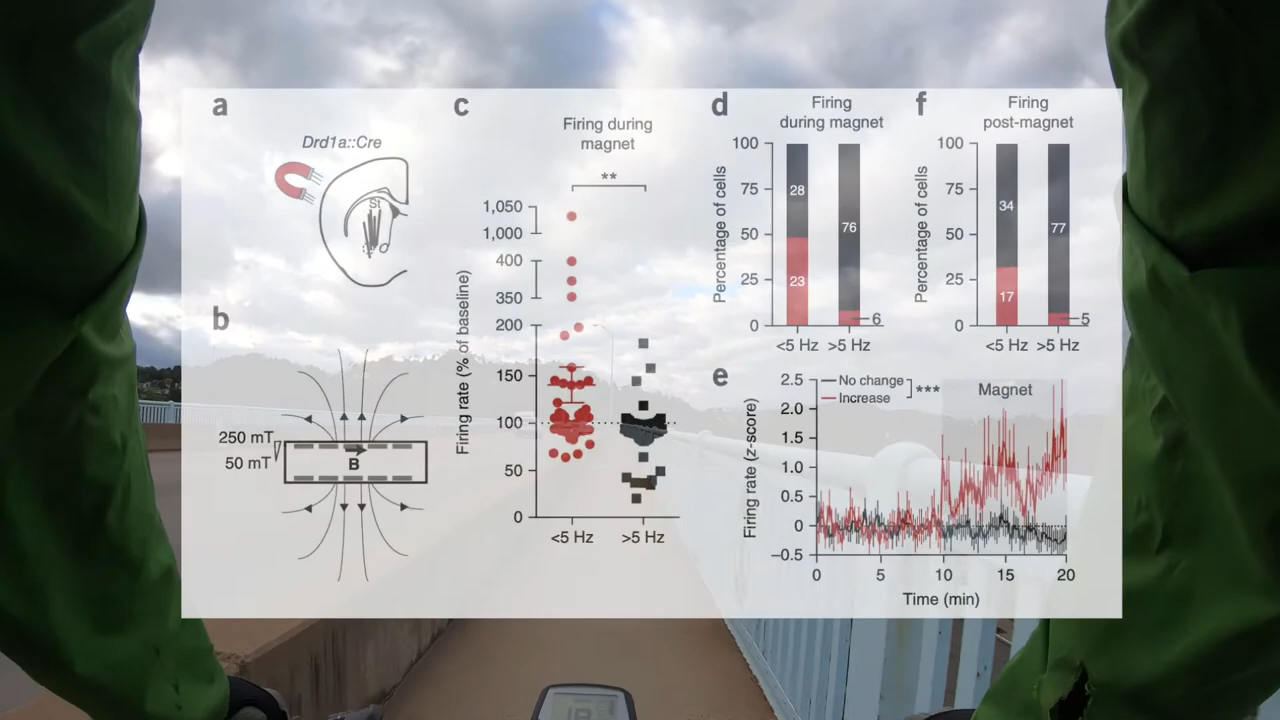 a
Drd1a::Cre
St
b
250 mT
50 mT
B
c
Firing during
magnet
**
1,050
1,000
400
350
200
150
100
50
0
Firing rate (% of baseline)
<5 Hz >5 Hz
d
Firing
during magnet
100
75
50
25
0
Percentage of cells
28
23
76
6
<5 Hz >5 Hz
f
Firing
post-magnet
100
75
50
25
0
Percentage of cells
34
17
77
5
<5 Hz >5 Hz
e
No change
Increase
***
Magnet
2.5
2.0
1.5
1.0
0.5
0
–0.5
Firing rate (z-score)
0 5 10 15 20
Time (min)